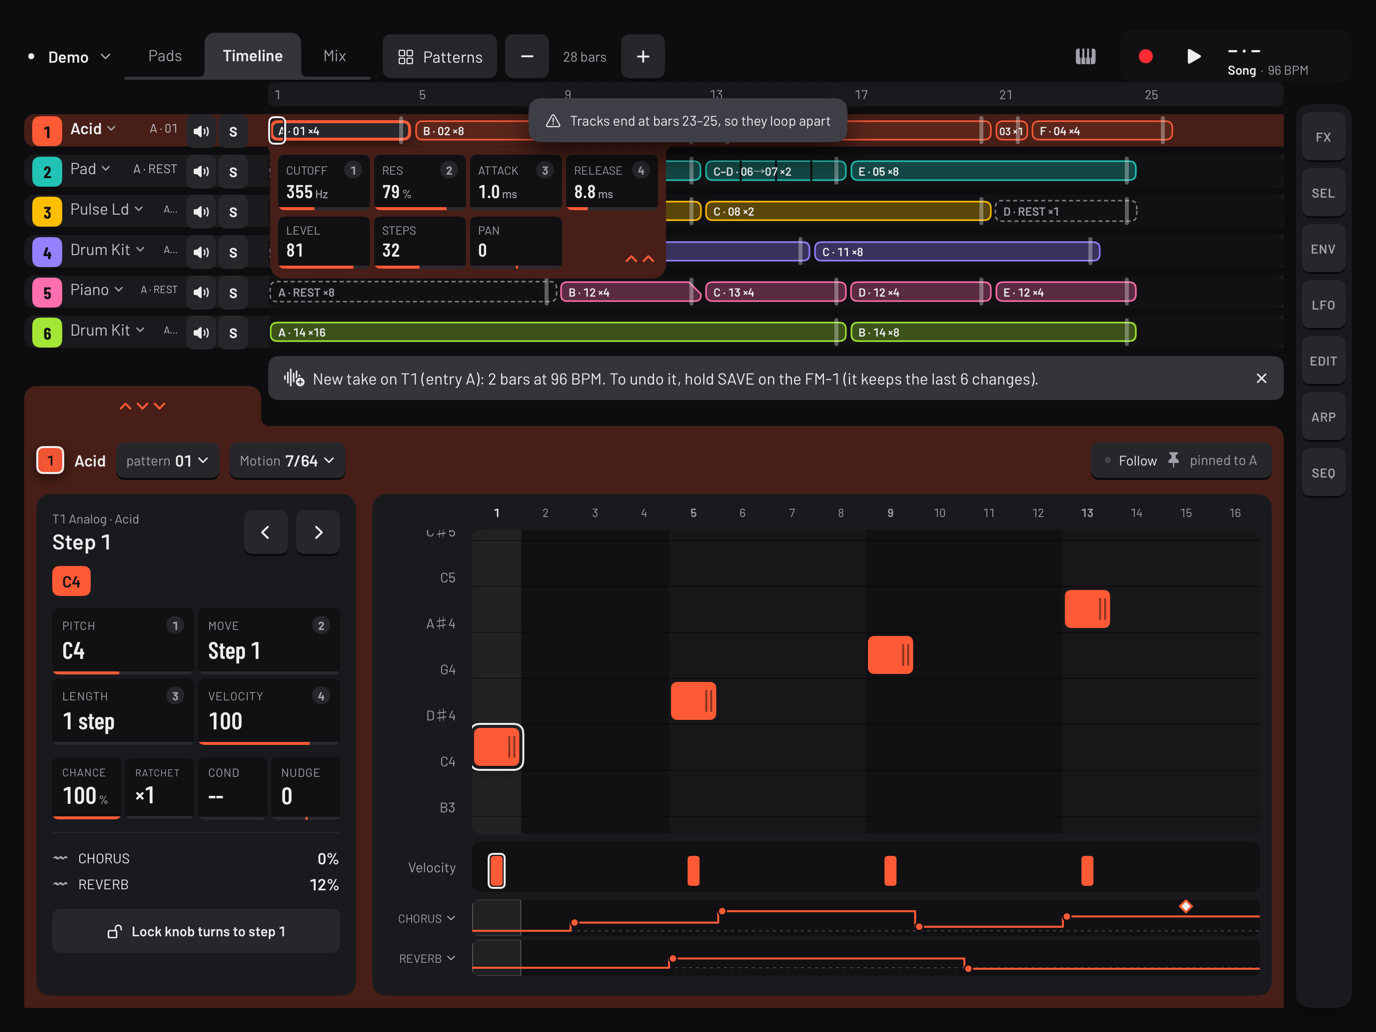 Demo Pads Timeline Mix Patterns − 28 bars + Song · 96 BPM
1 5 9 13 17 21 25
Tracks end at bars 23–25, so they loop apart
1 Acid A · 01 S A · 01 ×4 B · 02 ×8 03 ×1 F · 04 ×4
2 Pad A · REST S C–D · 06→07 ×2 E · 05 ×8
3 Pulse Ld A... S C · 08 ×2 D · REST ×1
4 Drum Kit A... S C · 11 ×8
5 Piano A · REST S A · REST ×8 B · 12 ×4 C · 13 ×4 D · 12 ×4 E · 12 ×4
6 Drum Kit A... S A · 14 ×16 B · 14 ×8
CUTOFF 1 RES 2 ATTACK 3 RELEASE 4
355 Hz 79 % 1.0 ms 8.8 ms
LEVEL STEPS PAN
81 32 0
New take on T1 (entry A): 2 bars at 96 BPM. To undo it, hold SAVE on the FM-1 (it keeps the last 6 changes).
FX
SEL
ENV
LFO
EDIT
ARP
SEQ
1 Acid pattern 01 Motion 7/64 Follow pinned to A
T1 Analog · Acid
Step 1
C4
PITCH 1 MOVE 2
C4 Step 1
LENGTH 3 VELOCITY 4
1 step 100
CHANCE RATCHET COND NUDGE
100 % ×1 -- 0
CHORUS 0%
REVERB 12%
Lock knob turns to step 1
1 2 3 4 5 6 7 8 9 10 11 12 13 14 15 16
C♯5
C5
A♯4
G4
D♯4
C4
B3
Velocity
CHORUS
REVERB